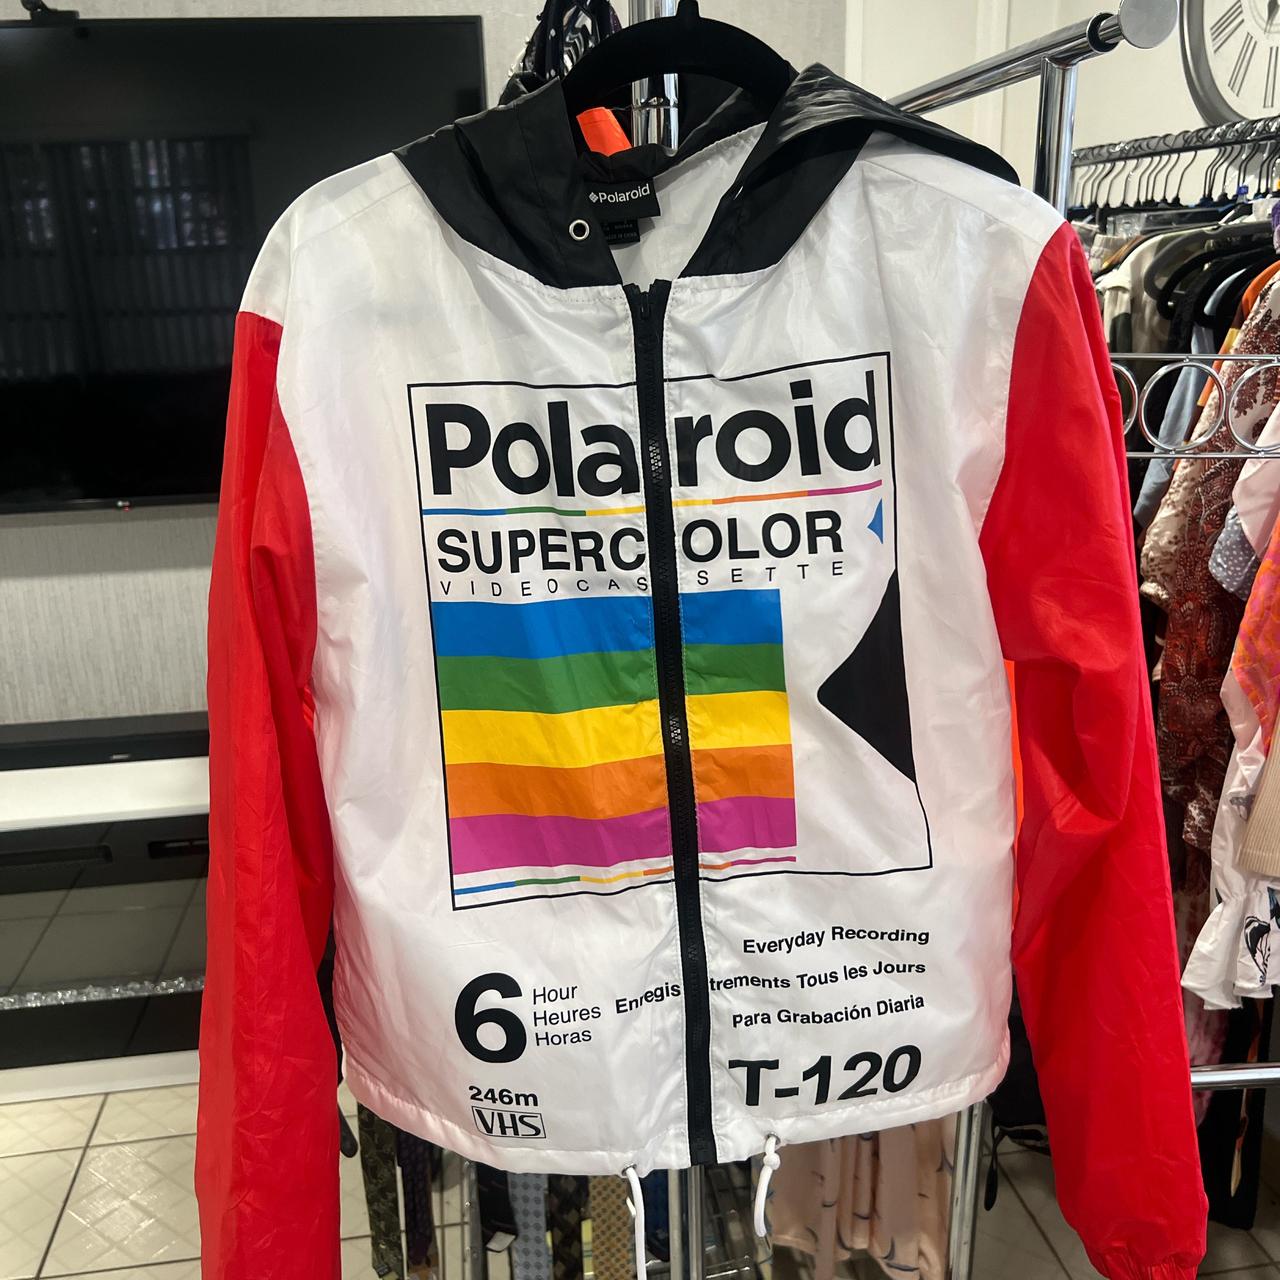 Polaroid
Polaroid
SUPERCOLOR
VIDEOCASSETTE
Everyday Recording
Enregistrements Tous les Jours
Para Grabación Diaria
6
Hour
Heures
Horas
246m
VHS
T-120